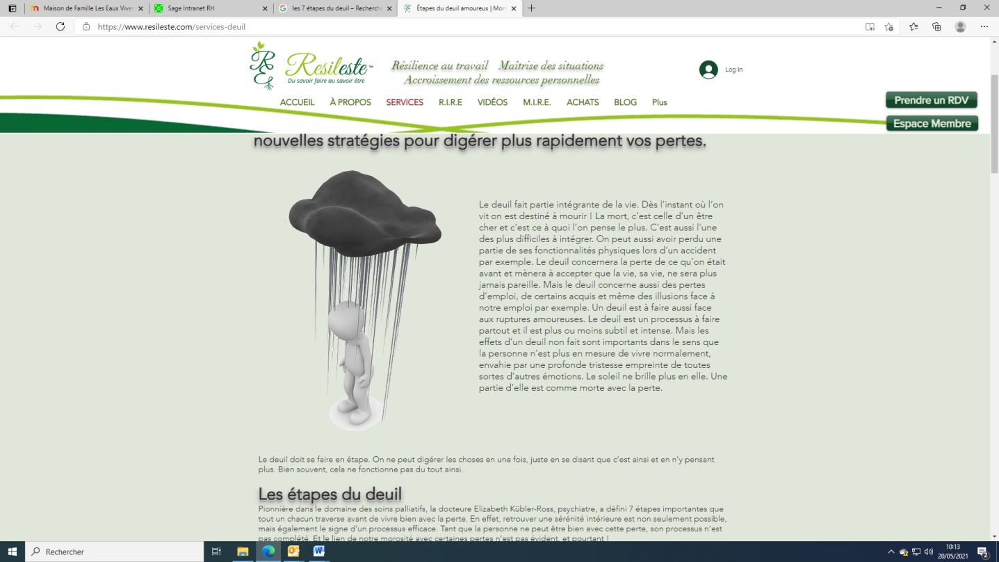 Maison de Famille Les Eaux Vives
Sage Intranet RH
les 7 étapes du deuil – Recherche
Étapes du deuil amoureux | Mon
https://www.resileste.com/services-deuil
Resileste™
Du savoir faire au savoir être
Résilience au travail Maîtrise des situations
Accroissement des ressources personnelles
Log In
ACCUEIL À PROPOS SERVICES R.I.R.E VIDÉOS M.I.R.E. ACHATS BLOG Plus
Prendre un RDV
Espace Membre
nouvelles stratégies pour digérer plus rapidement vos pertes.
Le deuil fait partie intégrante de la vie. Dès l’instant où l’on
vit on est destiné à mourir ! La mort, c’est celle d’un être
cher et c’est ce à quoi l’on pense le plus. C’est aussi l'une
des plus difficiles à intégrer. On peut aussi avoir perdu une
partie de ses fonctionnalités physiques lors d’un accident
par exemple. Le deuil concernera la perte de ce qu’on était
avant et mènera à accepter que la vie, sa vie, ne sera plus
jamais pareille. Mais le deuil concerne aussi des pertes
d’emploi, de certains acquis et même des illusions face à
notre emploi par exemple. Un deuil est à faire aussi face
aux ruptures amoureuses. Le deuil est un processus à faire
partout et il est plus ou moins subtil et intense. Mais les
effets d’un deuil non fait sont importants dans le sens que
la personne n’est plus en mesure de vivre normalement,
envahie par une profonde tristesse empreinte de toutes
sortes d’autres émotions. Le soleil ne brille plus en elle. Une
partie d’elle est comme morte avec la perte.
Le deuil doit se faire en étape. On ne peut digérer les choses en une fois, juste en se disant que c’est ainsi et en n’y pensant
plus. Bien souvent, cela ne fonctionne pas du tout ainsi.
Les étapes du deuil
Pionnière dans le domaine des soins palliatifs, la docteure Elizabeth Kübler-Ross, psychiatre, a défini 7 étapes importantes que
tout un chacun traverse avant de vivre bien avec la perte. En effet, retrouver une sérénité intérieure est non seulement possible,
mais également le signe d’un processus efficace. Tant que la personne ne peut être bien avec cette perte, son processus n’est
pas complété. Et le lien de notre morosité avec certaines pertes n’est pas évident, et pourtant !
Rechercher
10:13
20/05/2021
2